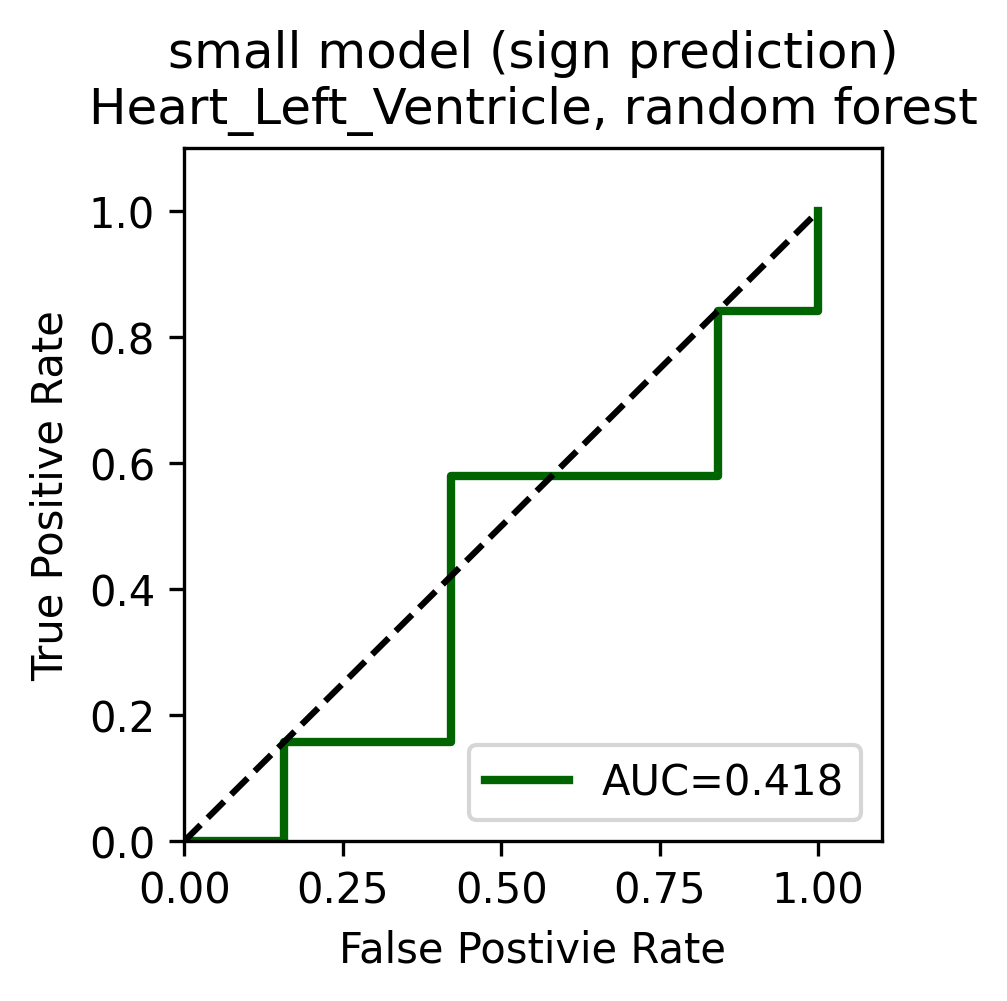 small model (sign prediction)
Heart_Left_Ventricle, random forest
1.0
0.8
0.6
0.4
0.2
0.0
True Positive Rate
AUC=0.418
0.00 0.25 0.50 0.75 1.00
False Postivie Rate